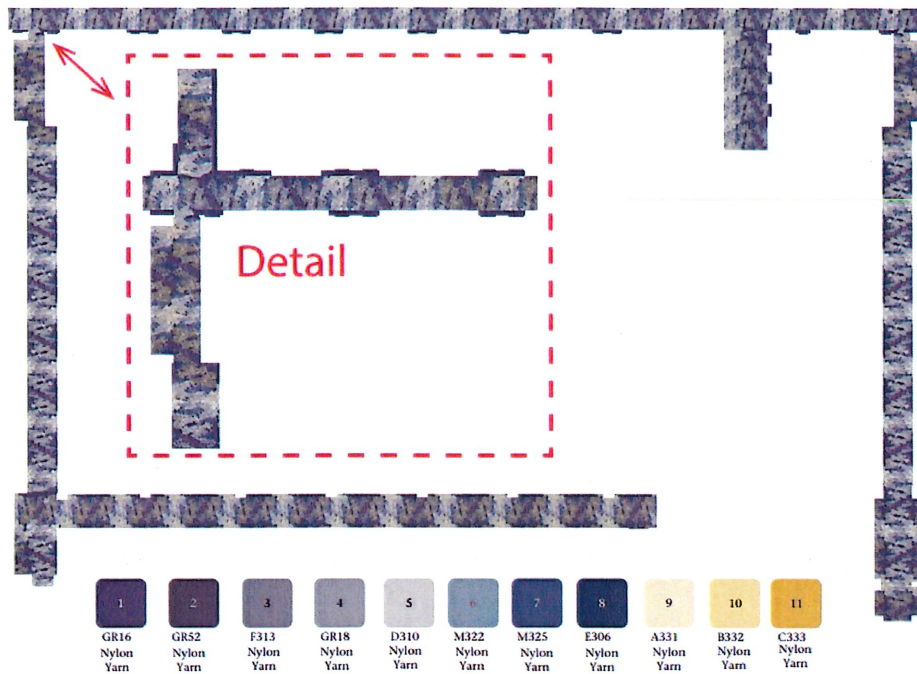 Detail
1 2 3 4 5 6 7 8 9 10 11
GR16 GR52 F313 GR18 D310 M322 M325 E306 A331 B332 C333
Nylon Nylon Nylon Nylon Nylon Nylon Nylon Nylon Nylon Nylon Nylon
Yarn Yarn Yarn Yarn Yarn Yarn Yarn Yarn Yarn Yarn Yarn